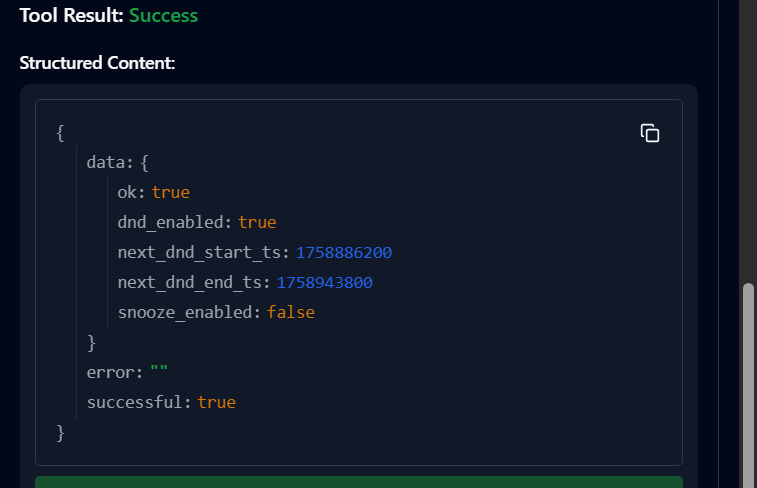 Tool Result: Success
Structured Content:
{
data: {
ok: true
dnd_enabled: true
next_dnd_start_ts: 1758886200
next_dnd_end_ts: 1758943800
snooze_enabled: false
}
error: ""
successful: true
}